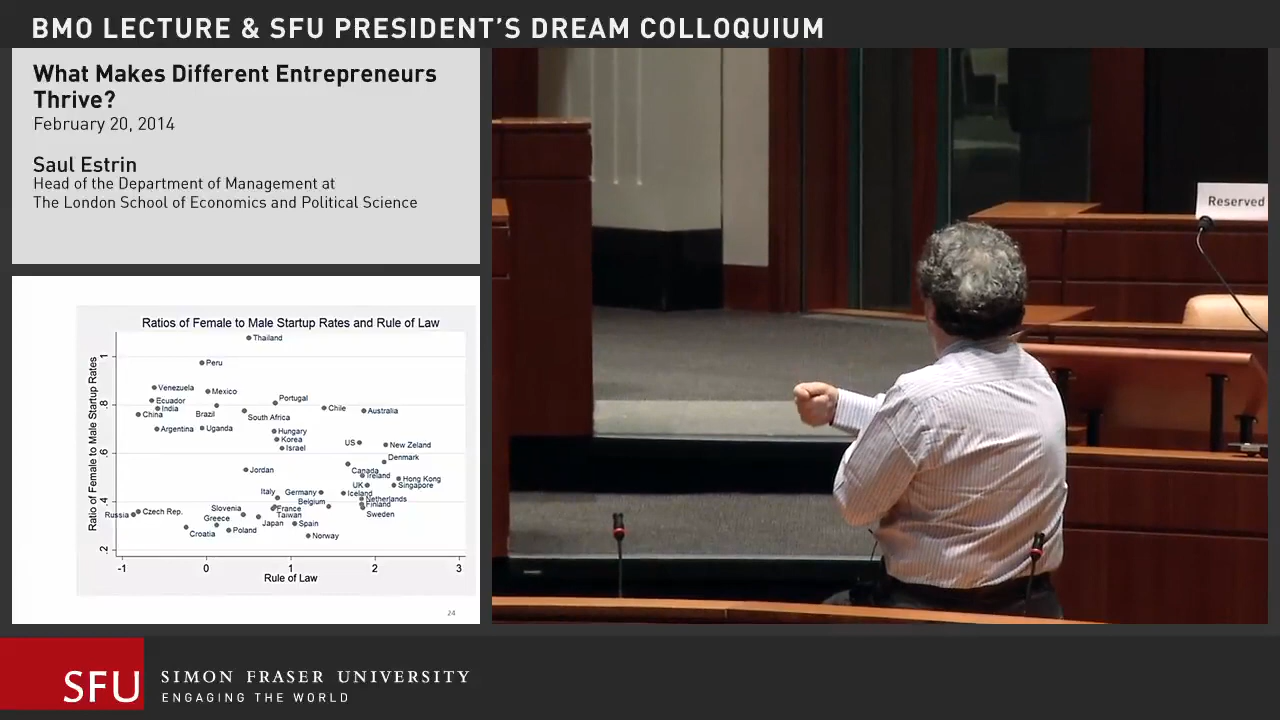 BMO LECTURE & SFU PRESIDENT'S DREAM COLLOQUIUM
What Makes Different Entrepreneurs
Thrive?
February 20, 2014
Saul Estrin
Head of the Department of Management at
The London School of Economics and Political Science
Reserved
Ratios of Female to Male Startup Rates and Rule of Law
Ratio of Female to Male Startup Rates
1
.8
.6
.4
.2
Thailand
Peru
Venezuela
Mexico
Ecuador
Portugal
India
Chile
Australia
China
Brazil
South Africa
Argentina
Uganda
Hungary
Korea
US
New Zeland
Israel
Denmark
Jordan
Canada
Ireland
Hong Kong
UK
Singapore
Italy
Germany
Iceland
Netherlands
Belgium
Finland
Russia
Czech Rep.
Slovenia
France
Taiwan
Sweden
Greece
Japan
Spain
Croatia
Poland
Norway
-1
0
1
2
3
Rule of Law
24
SFU
SIMON FRASER UNIVERSITY
ENGAGING THE WORLD